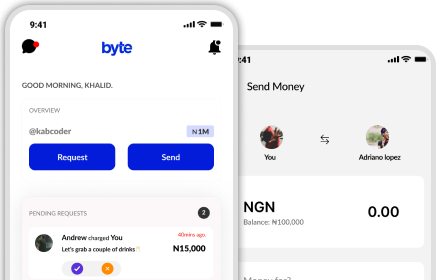 9:41
byte
GOOD MORNING, KHALID.
OVERVIEW
@kabcoder
₦1M
Request
Send
PENDING REQUESTS
2
Andrew charged You
40mins ago.
Let's grab a couple of drinks
₦15,000
:41
Send Money
You
Adriano lopez
NGN
Balance: ₦100,000
0.00
Money for?